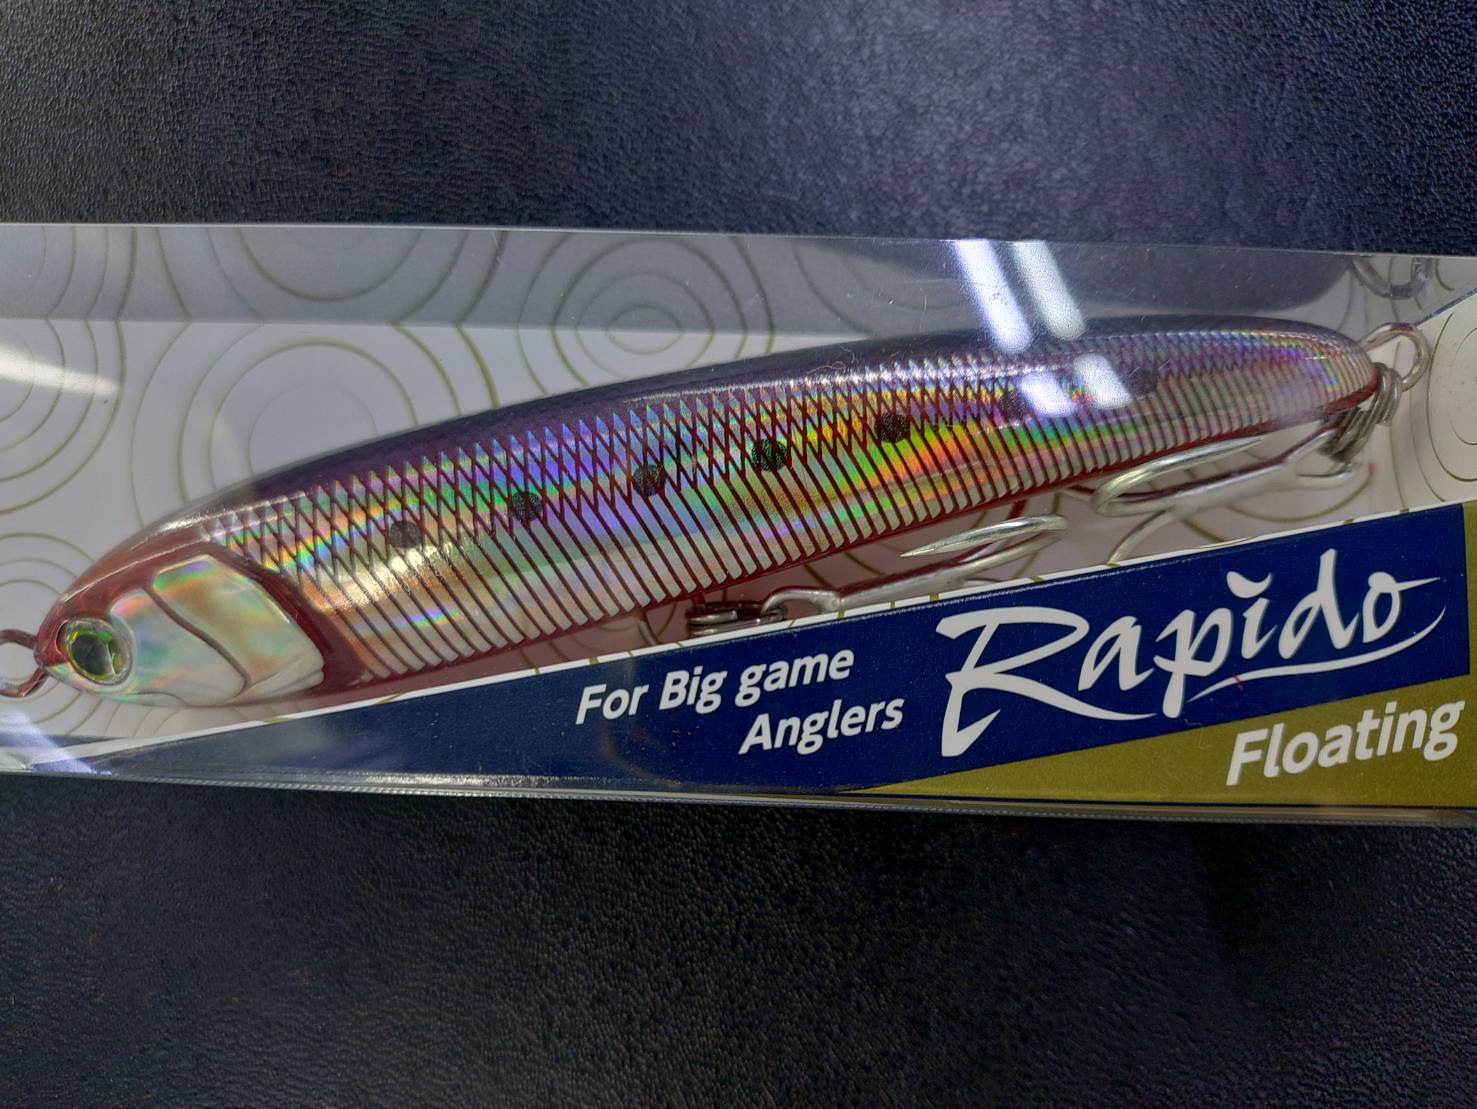 For Big game
Anglers
Rapido
Floating